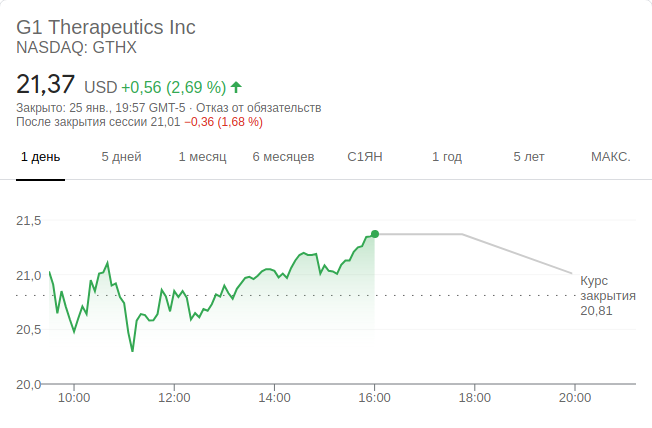 G1 Therapeutics Inc
NASDAQ: GTHX
21,37 USD +0,56 (2,69 %)
Закрыто: 25 янв., 19:57 GMT-5 · Отказ от обязательств
После закрытия сессии 21,01 −0,36 (1,68 %)
1 день 5 дней 1 месяц 6 месяцев С1ЯН 1 год 5 лет МАКС.
21,5
21,0
20,5
20,0
Курс
закрытия
20,81
10:00 12:00 14:00 16:00 18:00 20:00